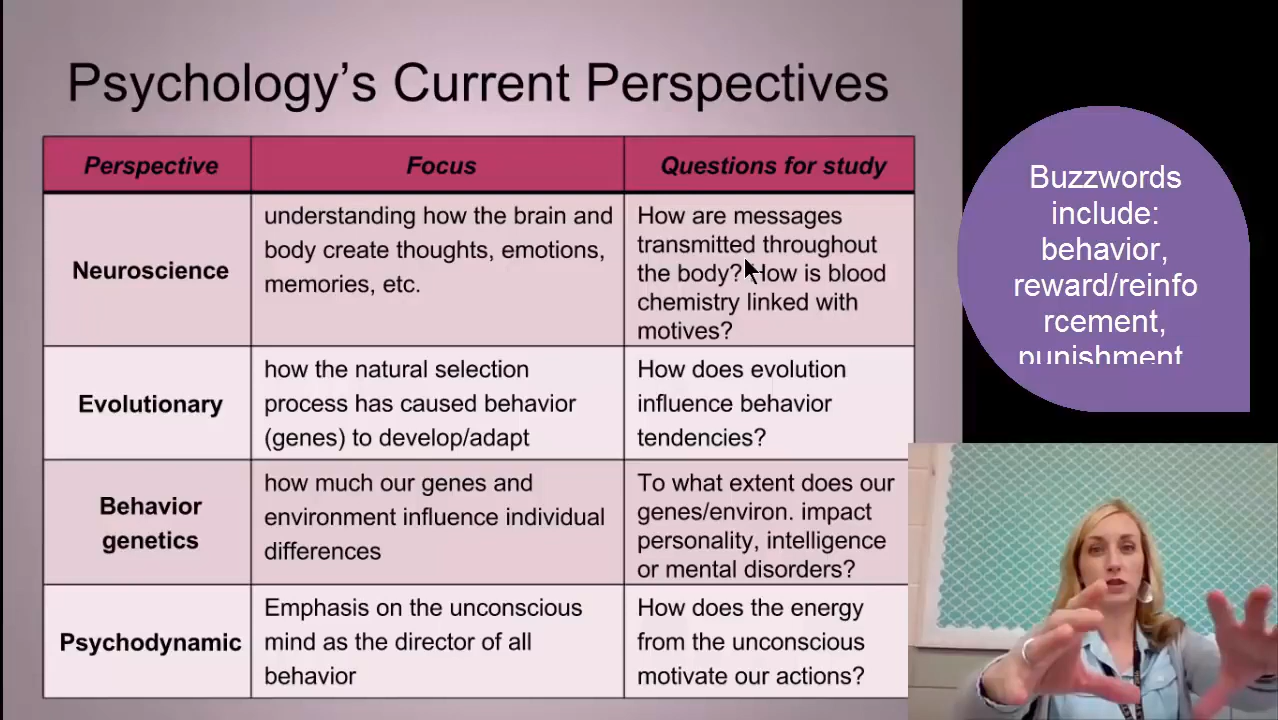 Psychology’s Current Perspectives
Perspective
Focus
Questions for study
Neuroscience
understanding how the brain and
body create thoughts, emotions,
memories, etc.
How are messages
transmitted throughout
the body? How is blood
chemistry linked with
motives?
Evolutionary
how the natural selection
process has caused behavior
(genes) to develop/adapt
How does evolution
influence behavior
tendencies?
Behavior
genetics
how much our genes and
environment influence individual
differences
To what extent does our
genes/environ. impact
personality, intelligence
or mental disorders?
Psychodynamic
Emphasis on the unconscious
mind as the director of all
behavior
How does the energy
from the unconscious
motivate our actions?
Buzzwords
include:
behavior,
reward/reinfo
rcement,
punishment